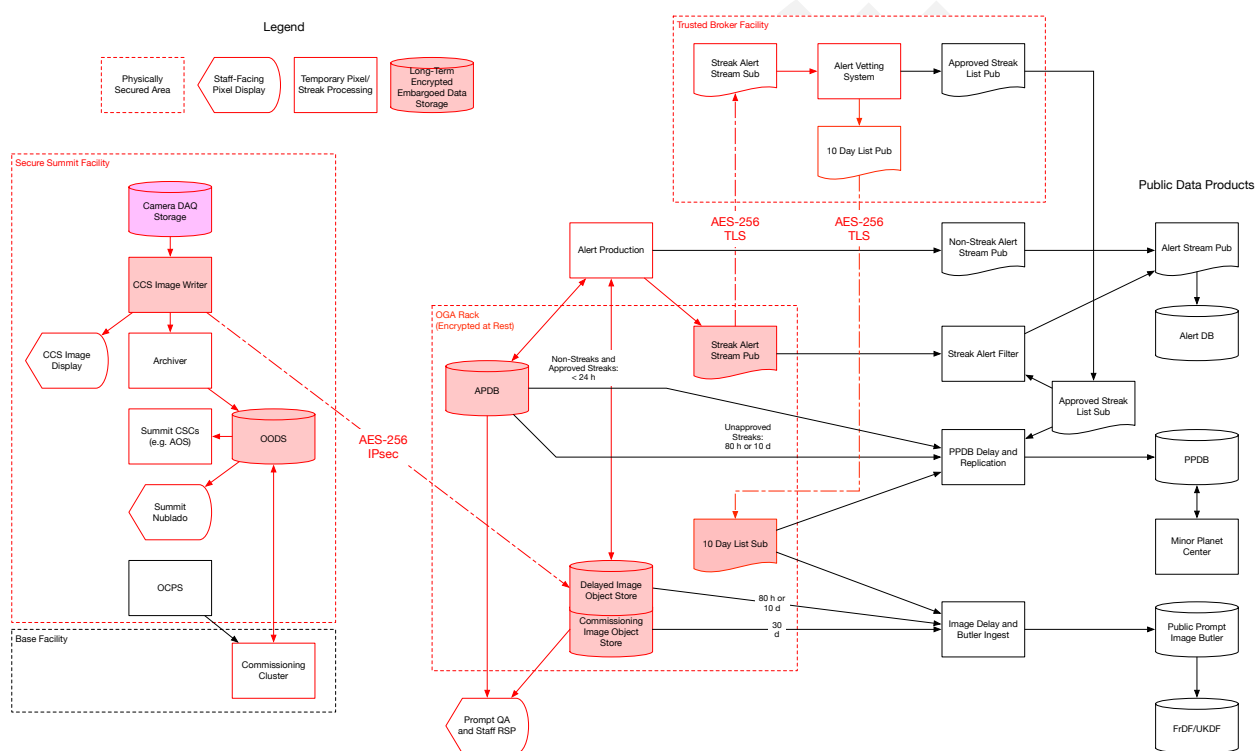 Legend
Physically
Secured Area
Staff-Facing
Pixel Display
Temporary Pixel/
Streak Processing
Long-Term
Encrypted
Embargoed Data
Storage
Trusted Broker Facility
Streak Alert
Stream Sub
Alert Vetting
System
Approved Streak
List Pub
10 Day List Pub
Secure Summit Facility
Camera DAQ
Storage
CCS Image Writer
CCS Image
Display
Archiver
Summit CSCs
(e.g. AOS)
OODS
Summit
Nublado
OCPS
Base Facility
Commissioning
Cluster
AES-256
IPsec
AES-256
TLS
AES-256
TLS
Alert Production
OGA Rack
(Encrypted at Rest)
Streak Alert
Stream Pub
APDB
Non-Streaks and
Approved Streaks:
< 24 h
Unapproved
Streaks:
80 h or 10 d
10 Day List Sub
Delayed Image
Object Store
Commissioning
Image Object
Store
80 h or
10 d
30
d
Prompt QA
and Staff RSP
Public Data Products
Non-Streak Alert
Stream Pub
Alert Stream Pub
Alert DB
Streak Alert Filter
Approved Streak
List Sub
PPDB Delay and
Replication
PPDB
Minor Planet
Center
Image Delay and
Butler Ingest
Public Prompt
Image Butler
FrDF/UKDF